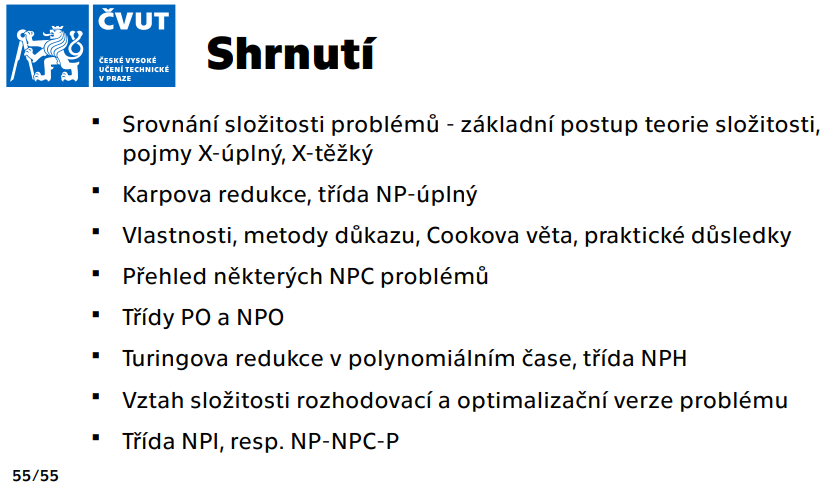 ČVUT
ČESKÉ VYSOKÉ
UČENÍ TECHNICKÉ
V PRAZE
Shrnutí
▪ Srovnání složitosti problémů - základní postup teorie složitosti,
pojmy X-úplný, X-těžký
▪ Karpova redukce, třída NP-úplný
▪ Vlastnosti, metody důkazu, Cookova věta, praktické důsledky
▪ Přehled některých NPC problémů
▪ Třídy PO a NPO
▪ Turingova redukce v polynomiálním čase, třída NPH
▪ Vztah složitosti rozhodovací a optimalizační verze problému
▪ Třída NPI, resp. NP-NPC-P
55/55